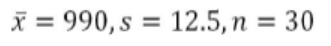 x̄ = 990, s = 12.5, n = 30